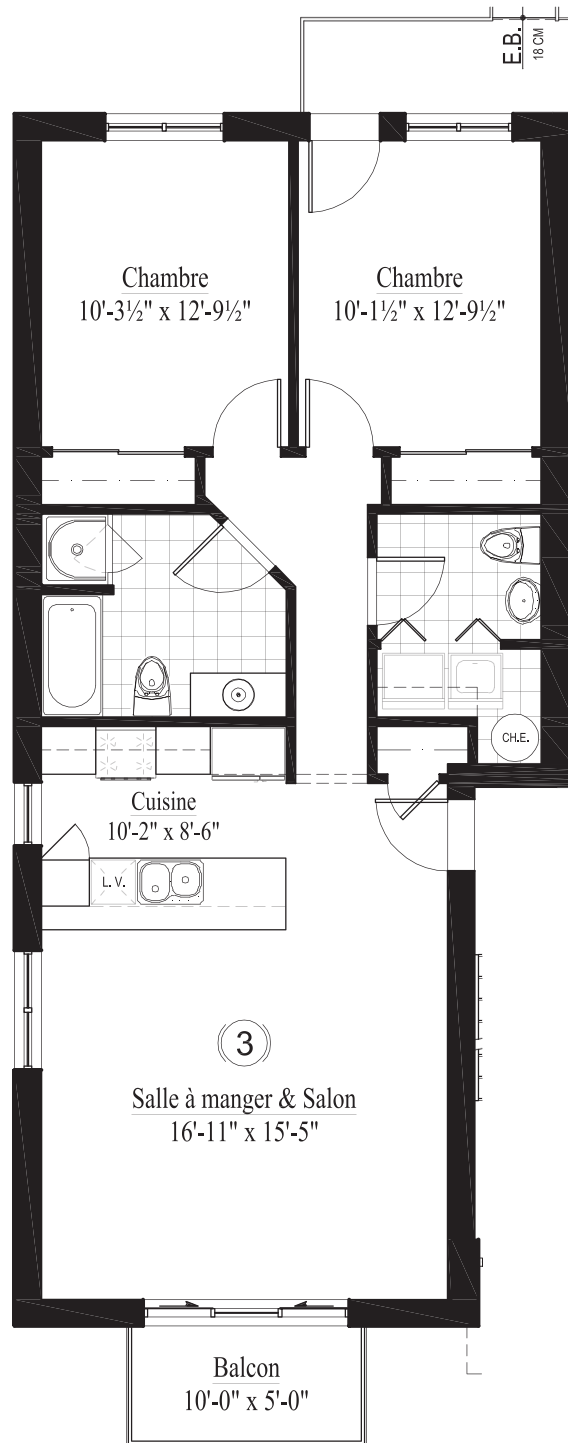 E.B.
18 CM
Chambre
10'-3½" x 12'-9½"
Chambre
10'-1½" x 12'-9½"
CH.E.
Cuisine
10'-2" x 8'-6"
L.V.
3
Salle à manger & Salon
16'-11" x 15'-5"
Balcon
10'-0" x 5'-0"